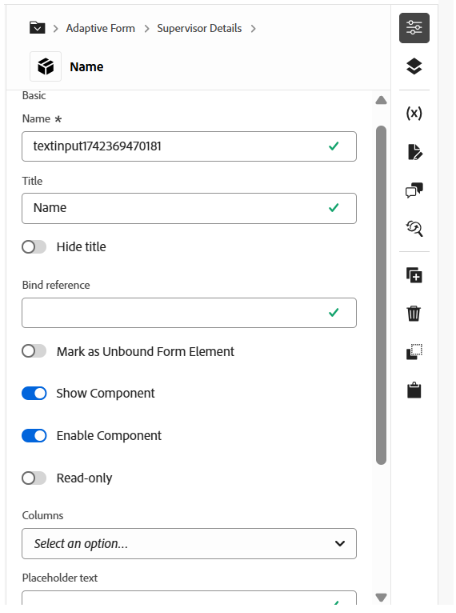 > Adaptive Form > Supervisor Details >
Name
Basic
Name *
textinput1742369470181
Title
Name
Hide title
Bind reference
Mark as Unbound Form Element
Show Component
Enable Component
Read-only
Columns
Select an option...
Placeholder text
(x)